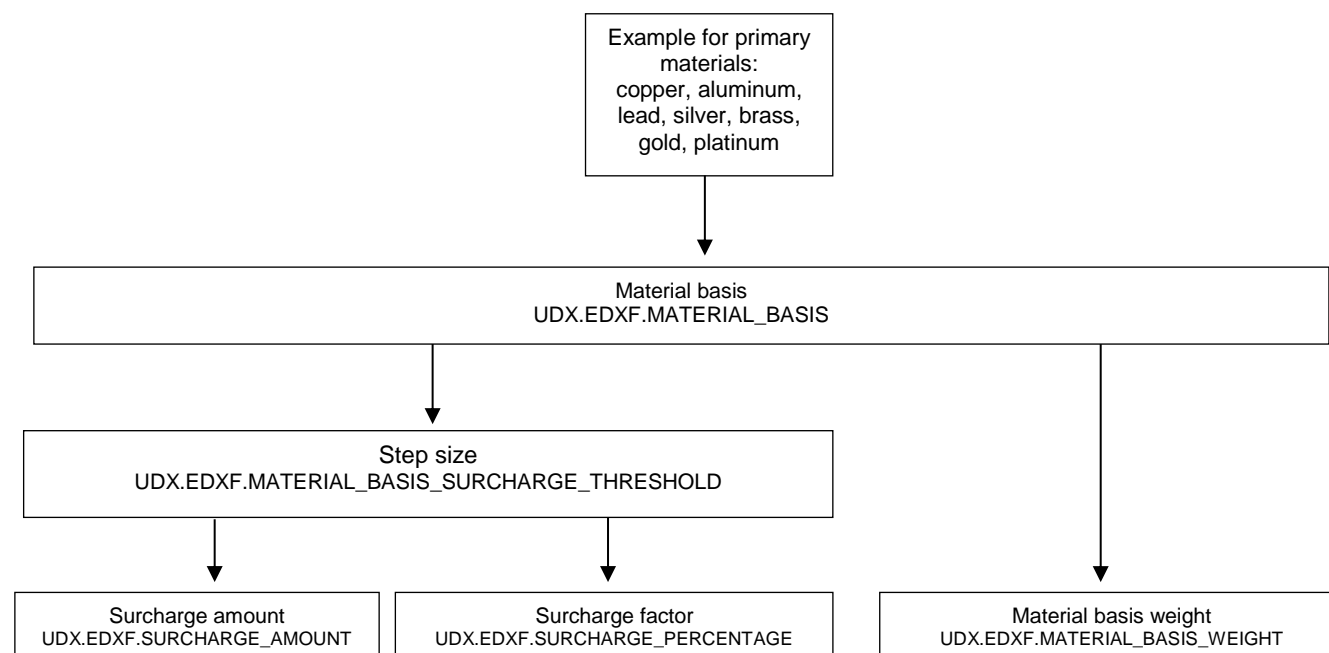 Example for primary
materials:
copper, aluminum,
lead, silver, brass,
gold, platinum
Material basis
UDX.EDXF.MATERIAL_BASIS
Step size
UDX.EDXF.MATERIAL_BASIS_SURCHARGE_THRESHOLD
Surcharge amount
UDX.EDXF.SURCHARGE_AMOUNT
Surcharge factor
UDX.EDXF.SURCHARGE_PERCENTAGE
Material basis weight
UDX.EDXF.MATERIAL_BASIS_WEIGHT